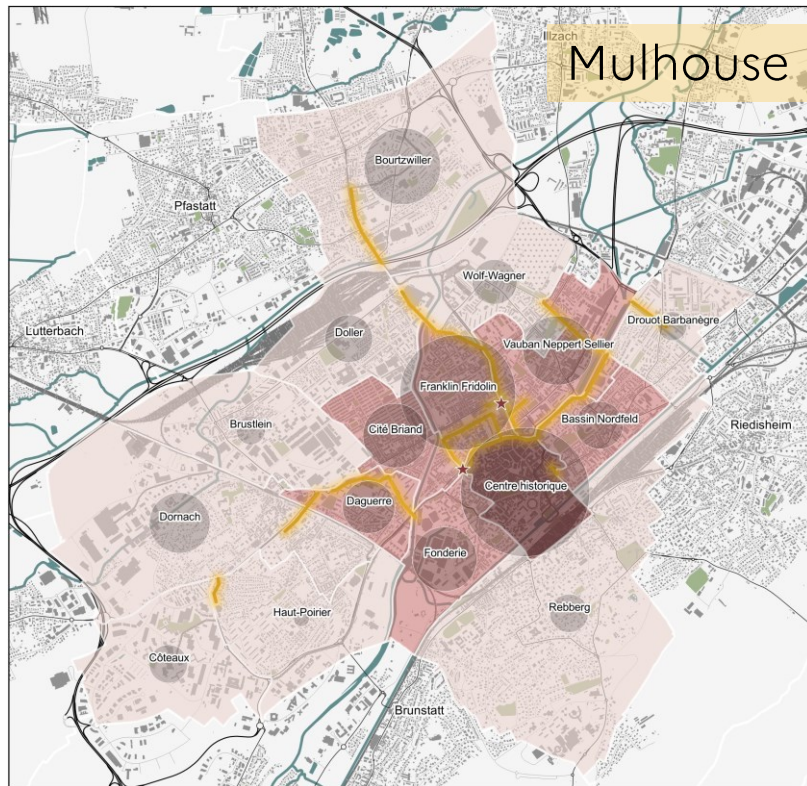 Illzach
Mulhouse
Bourtzwiller
Pfastatt
Wolf-Wagner
Drouot Barbanègre
Lutterbach
Doller
Vauban Neppert Sellier
Franklin Fridolin
Brustlein
Cité Briand
Bassin Nordfeld
Riedisheim
Centre historique
Daguerre
Dornach
Fonderie
Haut-Poirier
Rebberg
Côteaux
Brunstatt